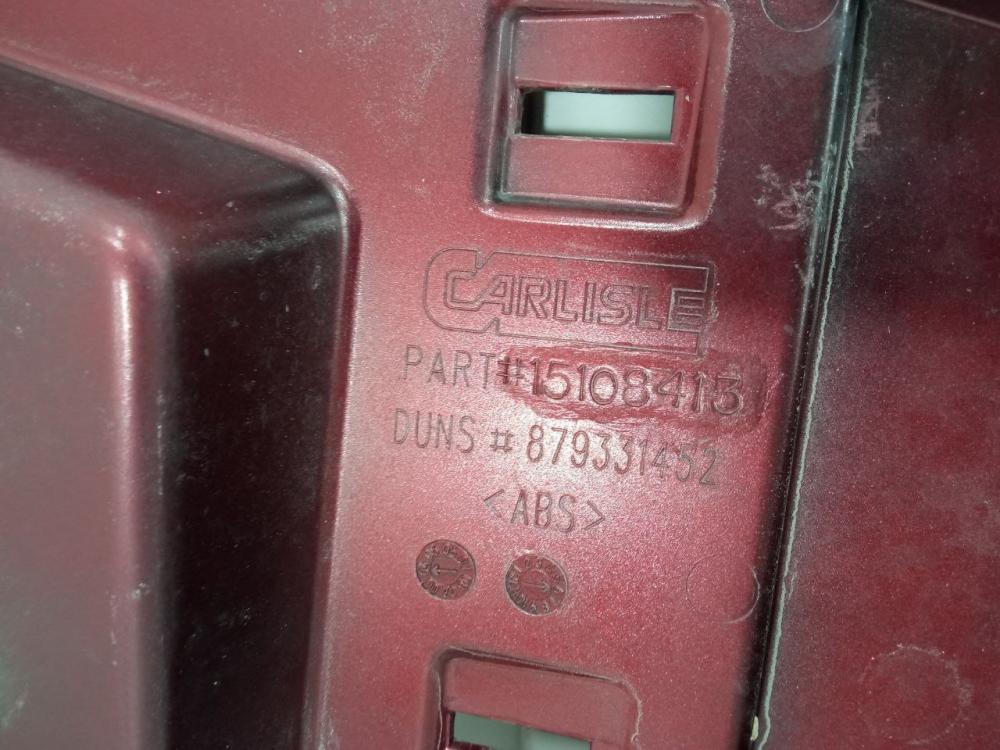 CARLISLE
PART#15108413
DUNS # 879331452
<ABS>